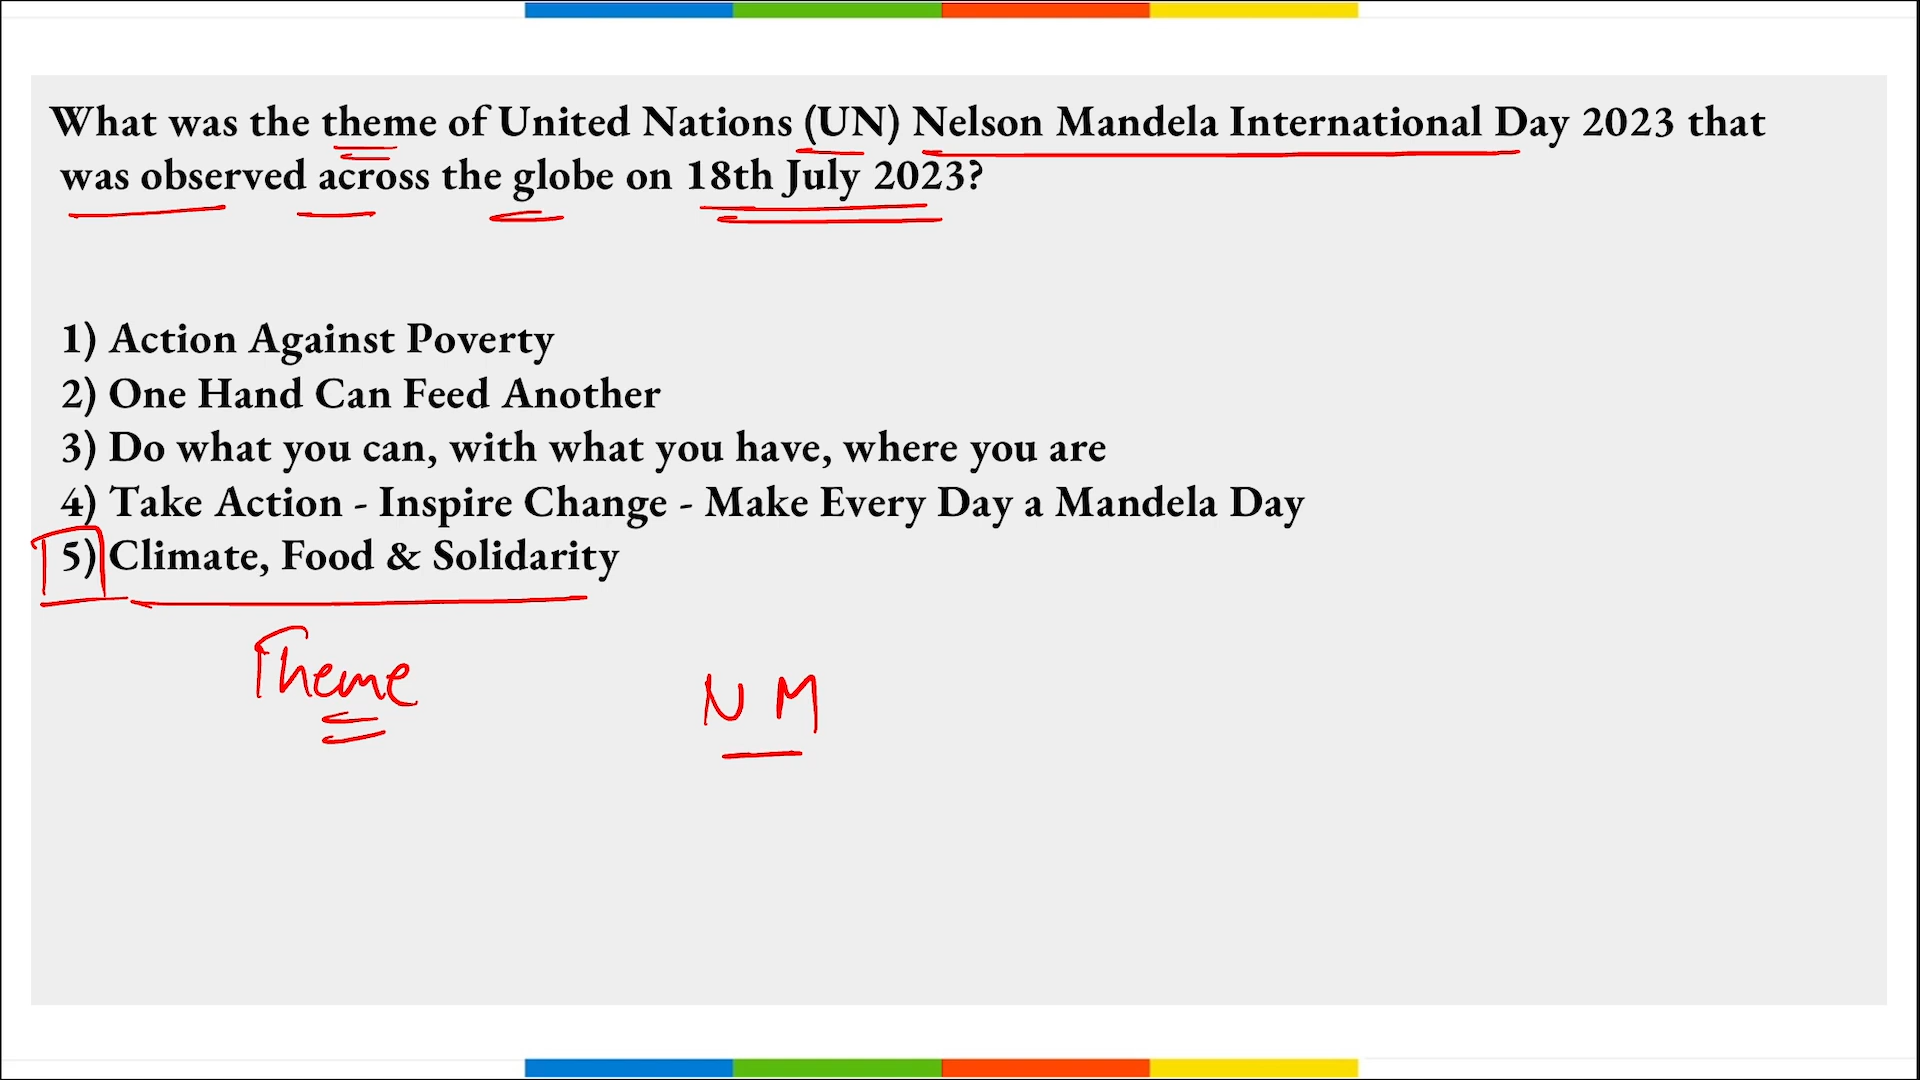 What was the theme of United Nations (UN) Nelson Mandela International Day 2023 that
was observed across the globe on 18th July 2023?
1) Action Against Poverty
2) One Hand Can Feed Another
3) Do what you can, with what you have, where you are
4) Take Action - Inspire Change - Make Every Day a Mandela Day
5) Climate, Food & Solidarity
Theme
N M